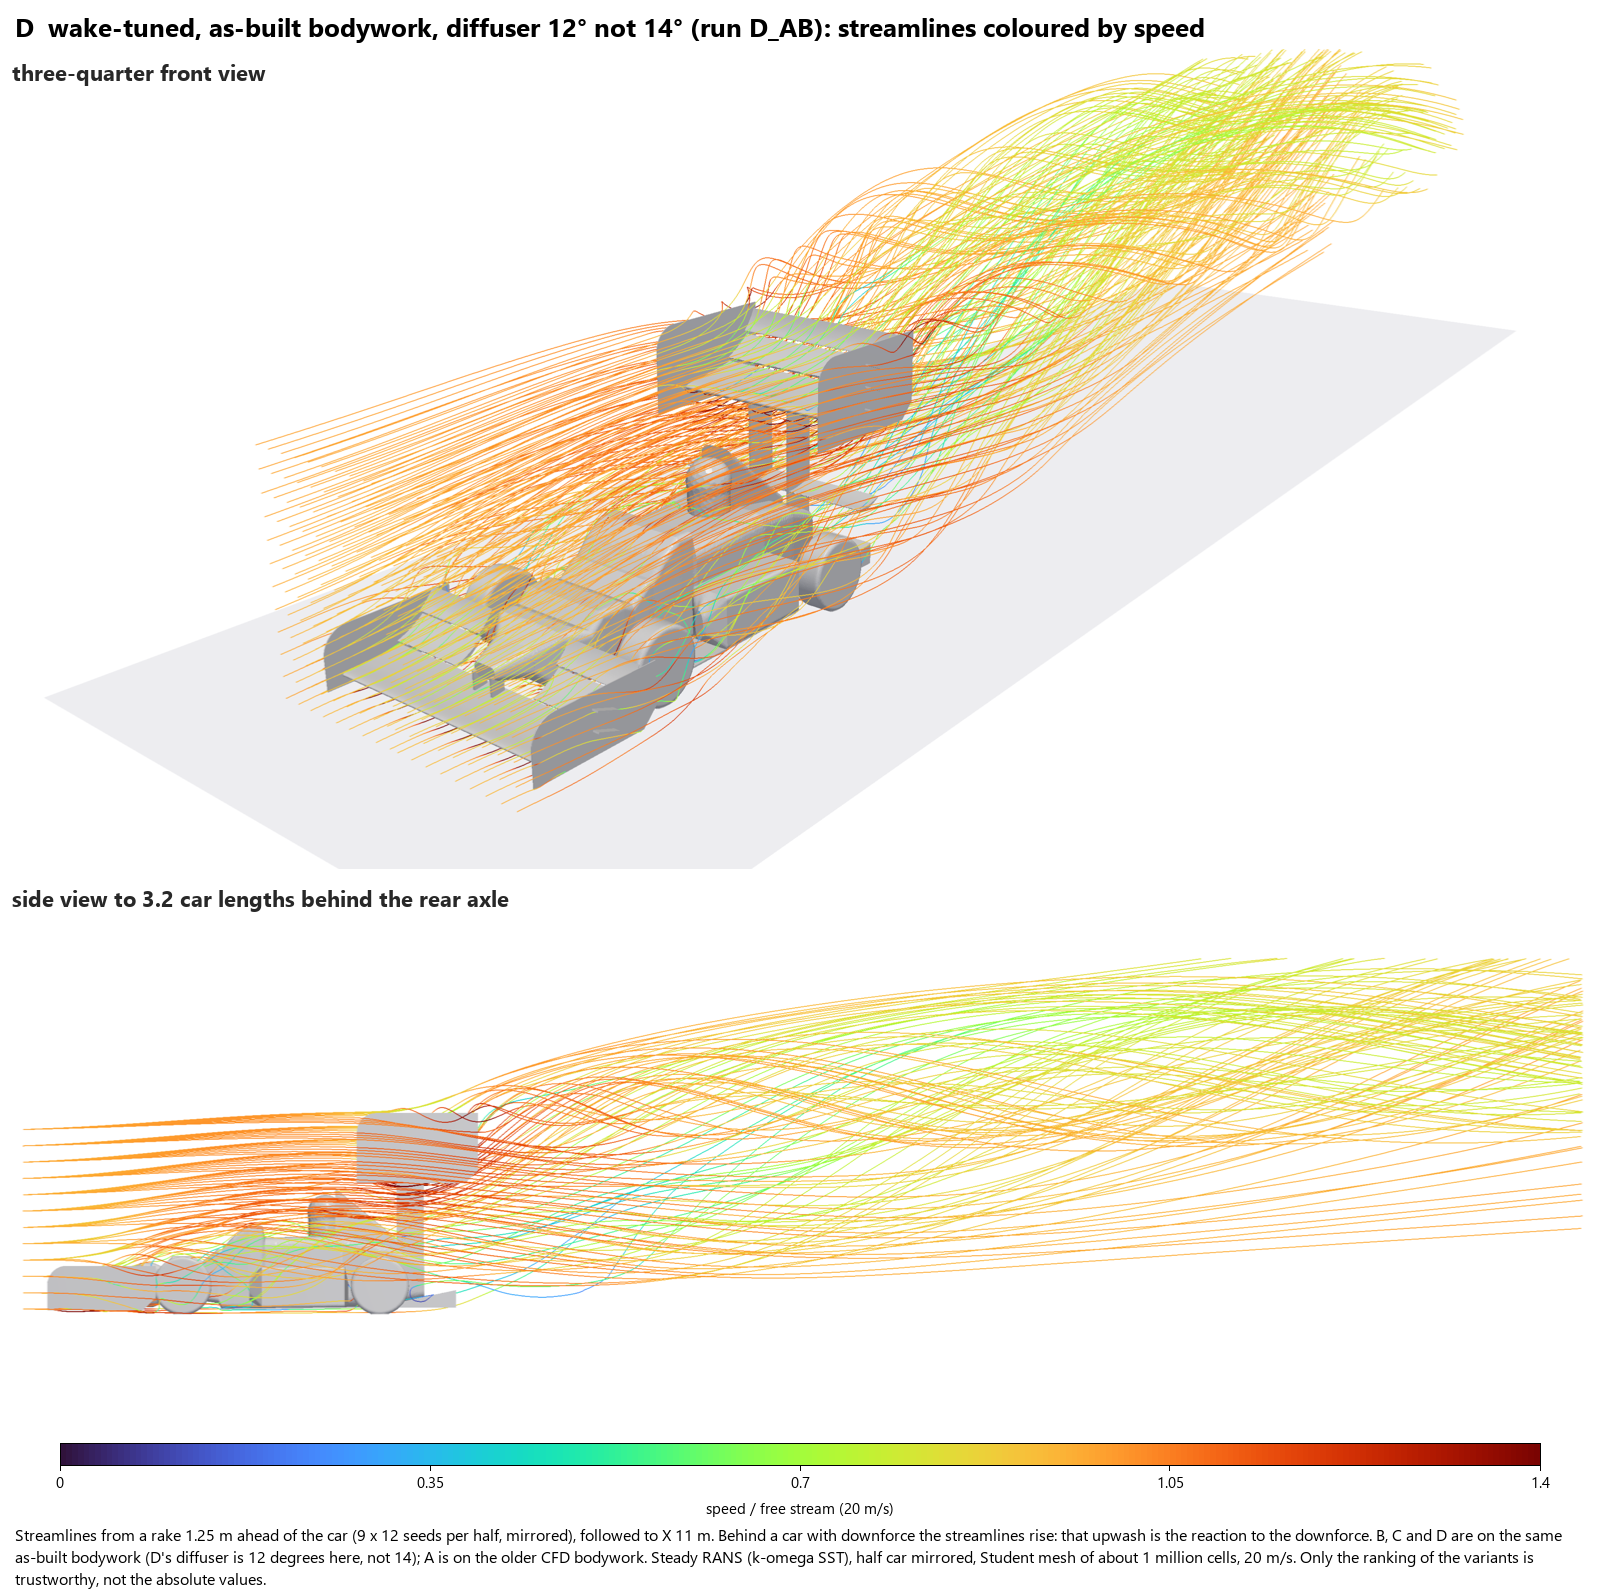 D  wake-tuned, as-built bodywork, diffuser 12° not 14° (run D_AB): streamlines coloured by speed
three-quarter front view
side view to 3.2 car lengths behind the rear axle
0 0.35 0.7 1.05 1.4
speed / free stream (20 m/s)
Streamlines from a rake 1.25 m ahead of the car (9 x 12 seeds per half, mirrored), followed to X 11 m. Behind a car with downforce the streamlines rise: that upwash is the reaction to the downforce. B, C and D are on the same
as-built bodywork (D's diffuser is 12 degrees here, not 14); A is on the older CFD bodywork. Steady RANS (k-omega SST), half car mirrored, Student mesh of about 1 million cells, 20 m/s. Only the ranking of the variants is
trustworthy, not the absolute values.